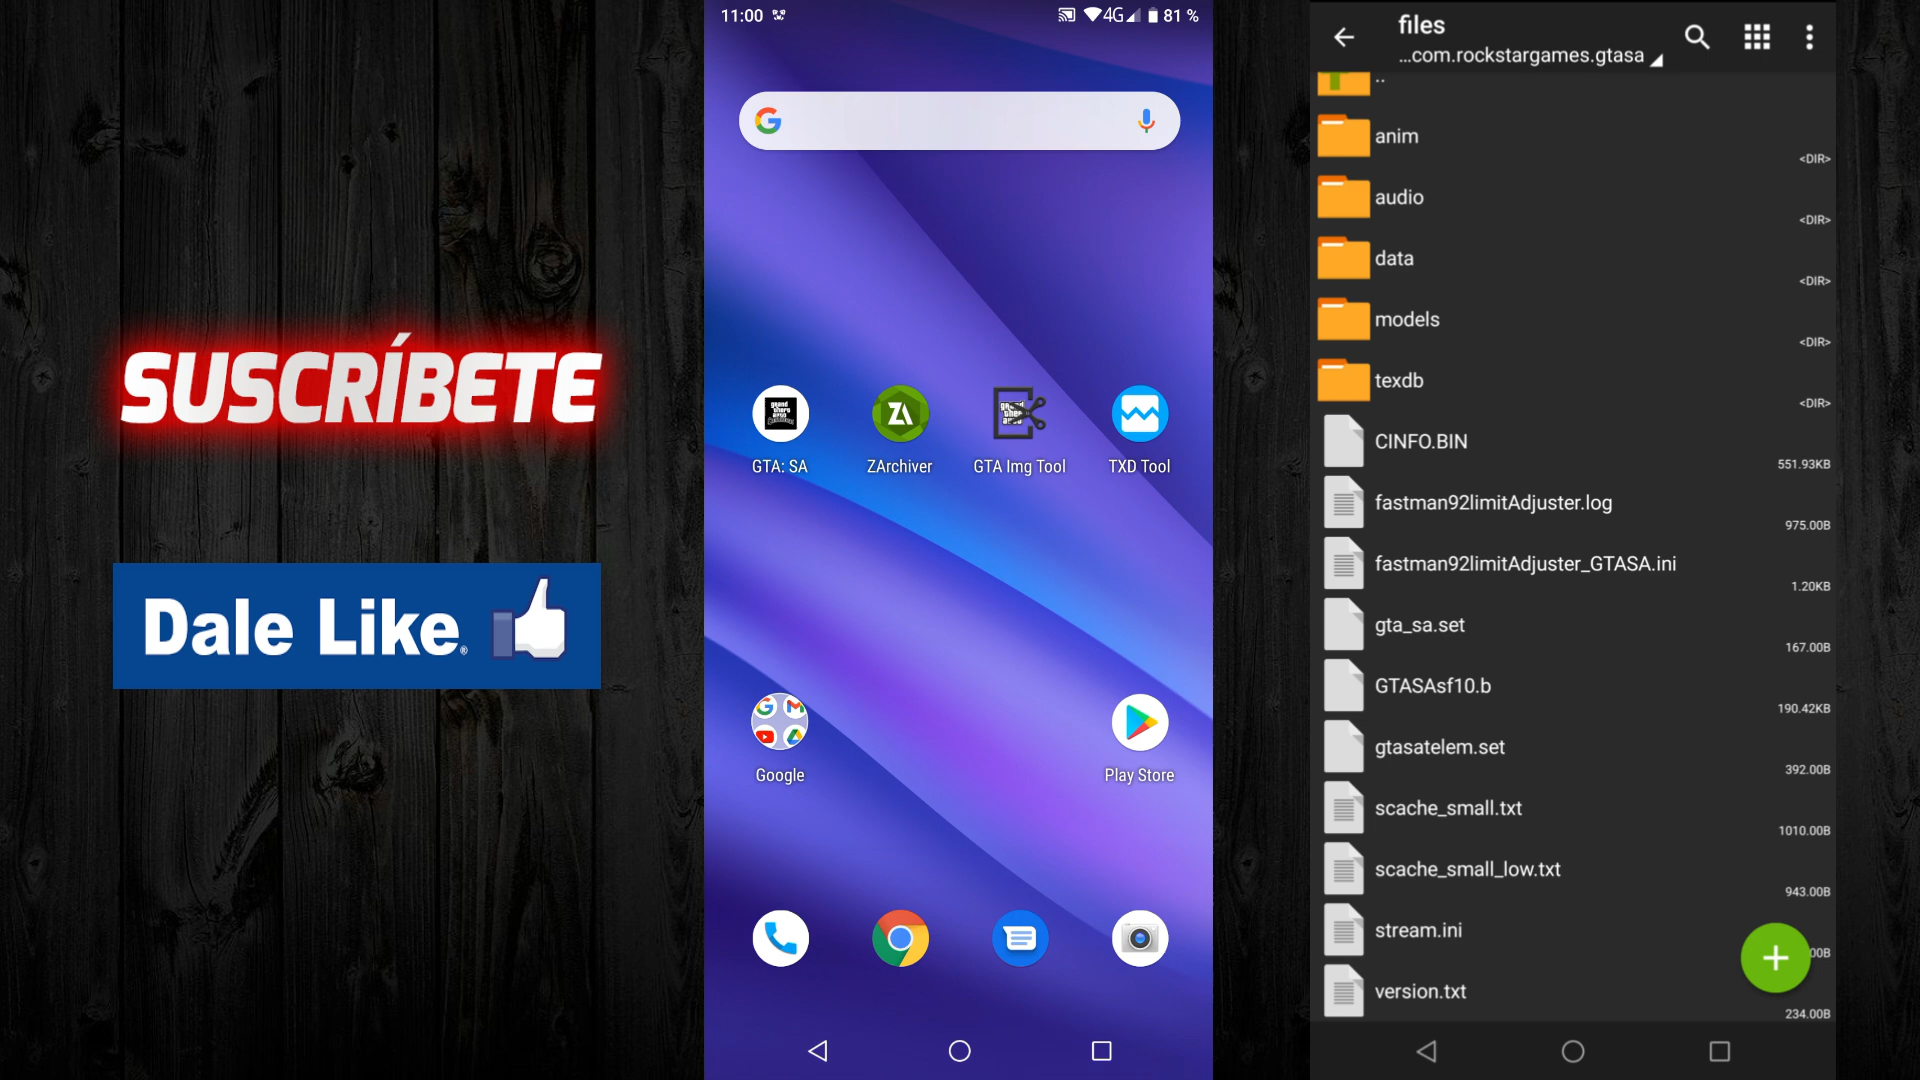 SUSCRÍBETE
Dale Like®
11:00
4G
81 %
GTA: SA
ZArchiver
GTA Img Tool
TXD Tool
Google
Play Store
files
...com.rockstargames.gtasa
..
anim
<DIR>
audio
<DIR>
data
<DIR>
models
<DIR>
texdb
<DIR>
CINFO.BIN
551.93KB
fastman92limitAdjuster.log
975.00B
fastman92limitAdjuster_GTASA.ini
1.20KB
gta_sa.set
167.00B
GTASAsf10.b
190.42KB
gtasatelem.set
392.00B
scache_small.txt
1010.00B
scache_small_low.txt
943.00B
stream.ini
version.txt
234.00B